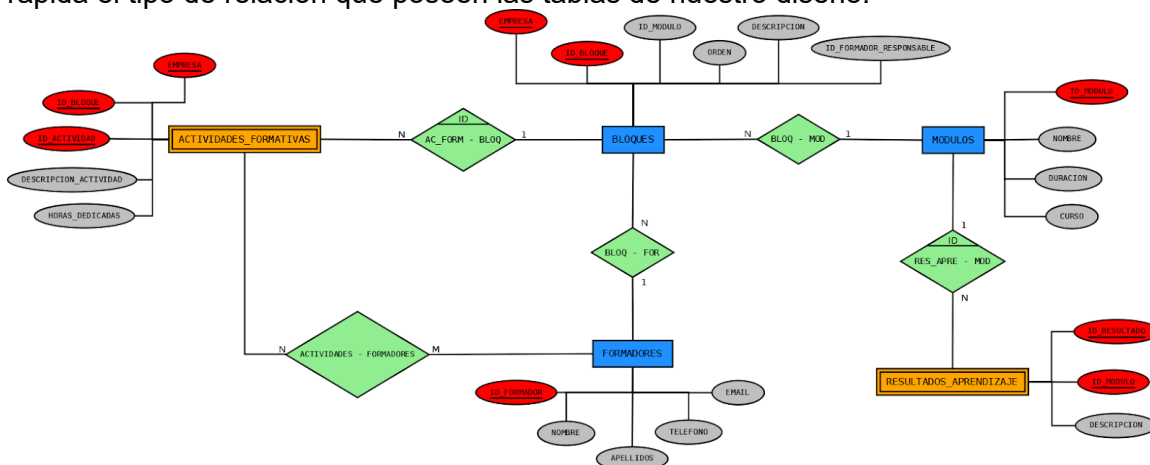 rápida el tipo de relación que poseen las tablas de nuestro diseño.
EMPRESA
ID_MODULO
DESCRIPCION
ID_BLOQUE
ORDEN
ID_FORMADOR_RESPONSABLE
EMPRESA
ID_BLOQUE
ID_ACTIVIDAD
DESCRIPCION_ACTIVIDAD
HORAS_DEDICADAS
ACTIVIDADES_FORMATIVAS
N
ID
AC_FORM - BLOQ
1
BLOQUES
N
BLOQ - MOD
1
MODULOS
ID_MODULO
NOMBRE
DURACION
CURSO
N
BLOQ - FOR
1
1
ID
RES_APRE - MOD
N
N
ACTIVIDADES - FORMADORES
M
FORMADORES
ID_FORMADOR
NOMBRE
APELLIDOS
TELEFONO
EMAIL
RESULTADOS_APRENDIZAJE
ID_RESULTADO
ID_MODULO
DESCRIPCION